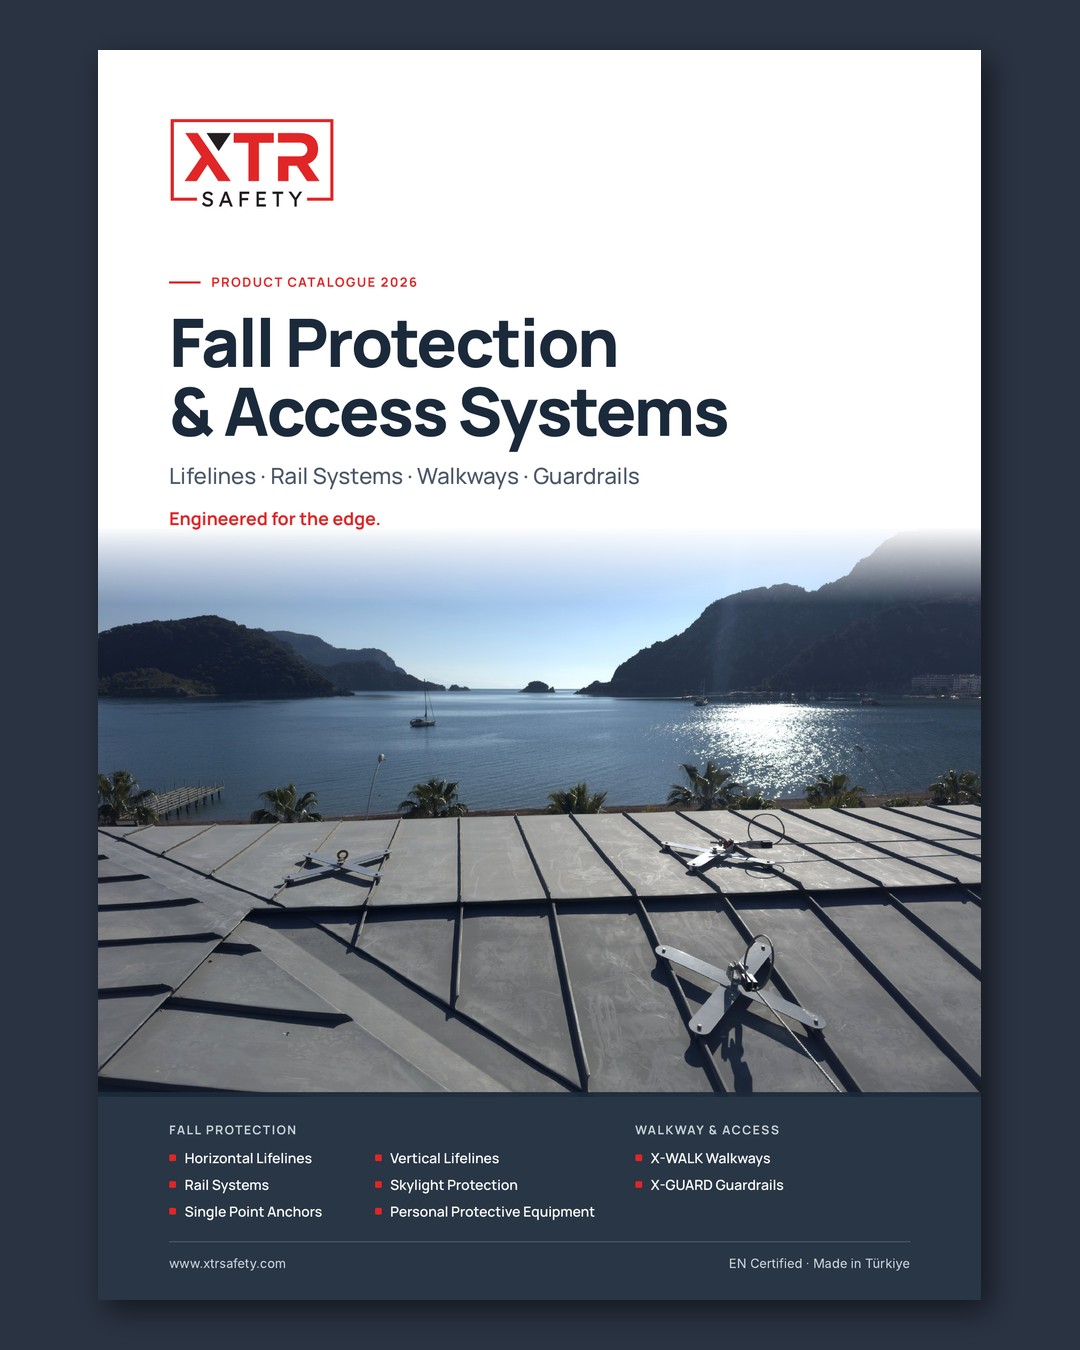 XTR
SAFETY
PRODUCT CATALOGUE 2026
Fall Protection
& Access Systems
Lifelines · Rail Systems · Walkways · Guardrails
Engineered for the edge.
FALL PROTECTION
Horizontal Lifelines
Rail Systems
Single Point Anchors
Vertical Lifelines
Skylight Protection
Personal Protective Equipment
WALKWAY & ACCESS
X-WALK Walkways
X-GUARD Guardrails
www.xtrsafety.com
EN Certified · Made in Türkiye